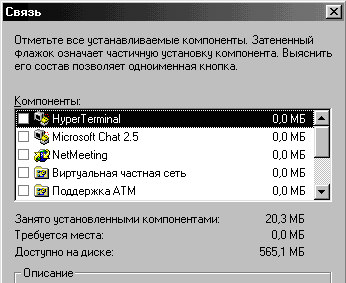 Связь
Отметьте все устанавливаемые компоненты. Затененный
флажок означает частичную установку компонента. Выяснить
его состав позволяет одноименная кнопка.
Компоненты:
HyperTerminal 0,0 МБ
Microsoft Chat 2.5 0,0 МБ
NetMeeting 0,0 МБ
Виртуальная частная сеть 0,0 МБ
Поддержка ATM 0,0 МБ
Занято установленными компонентами: 20,3 МБ
Требуется места: 0,0 МБ
Доступно на диске: 565,1 МБ
Описание